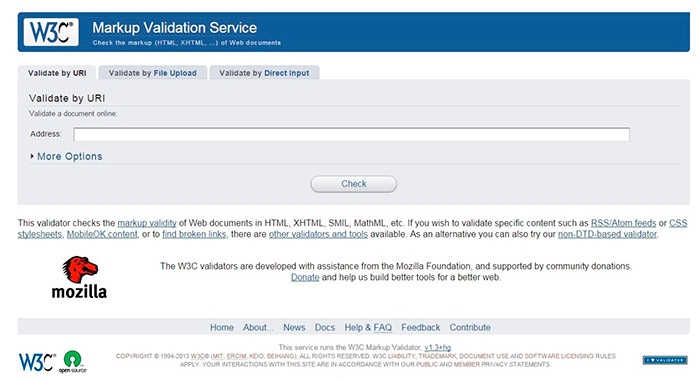 W3C® Markup Validation Service
Check the markup (HTML, XHTML, ...) of Web documents
Validate by URI Validate by File Upload Validate by Direct Input
Validate by URI
Validate a document online:
Address:
More Options
Check
This validator checks the markup validity of Web documents in HTML, XHTML, SMIL, MathML, etc. If you wish to validate specific content such as RSS/Atom feeds or CSS
stylesheets, MobileOK content, or to find broken links, there are other validators and tools available. As an alternative you can also try our non-DTD-based validator.
The W3C validators are developed with assistance from the Mozilla Foundation, and supported by community donations.
Donate and help us build better tools for a better web.
mozilla
Home About... News Docs Help & FAQ Feedback Contribute
This service runs the W3C Markup Validator, v1.3+hg.
COPYRIGHT © 1994-2013 W3C® (MIT, ERCIM, KEIO, BEIHANG), ALL RIGHTS RESERVED. W3C LIABILITY, TRADEMARK, DOCUMENT USE AND SOFTWARE LICENSING RULES
APPLY. YOUR INTERACTIONS WITH THIS SITE ARE IN ACCORDANCE WITH OUR PUBLIC AND MEMBER PRIVACY STATEMENTS.
W3C® open source
I ♥ VALIDATOR